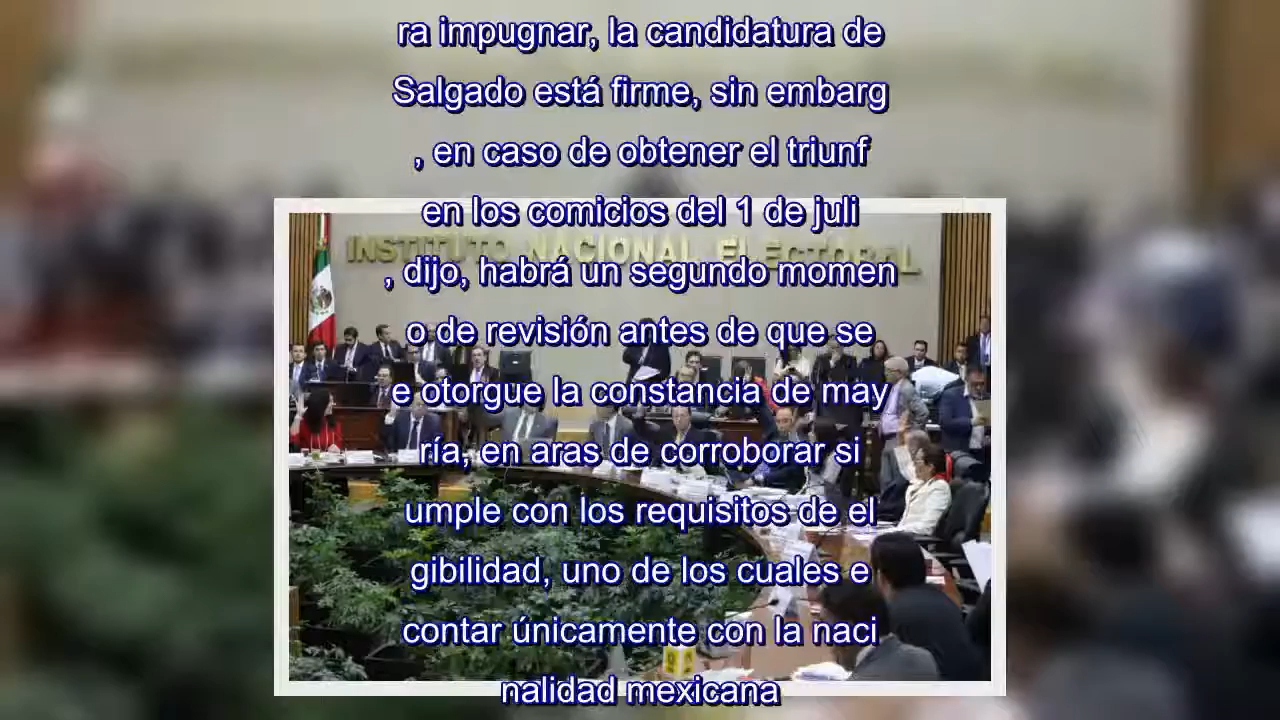 ra impugnar, la candidatura de
Salgado está firme, sin embarg
, en caso de obtener el triunf
en los comicios del 1 de juli
INSTITUTO NACIONAL ELECTORAL
, dijo, habrá un segundo momen
o de revisión antes de que se
e otorgue la constancia de may
ría, en aras de corroborar si
umple con los requisitos de el
gibilidad, uno de los cuales e
contar únicamente con la naci
nalidad mexicana